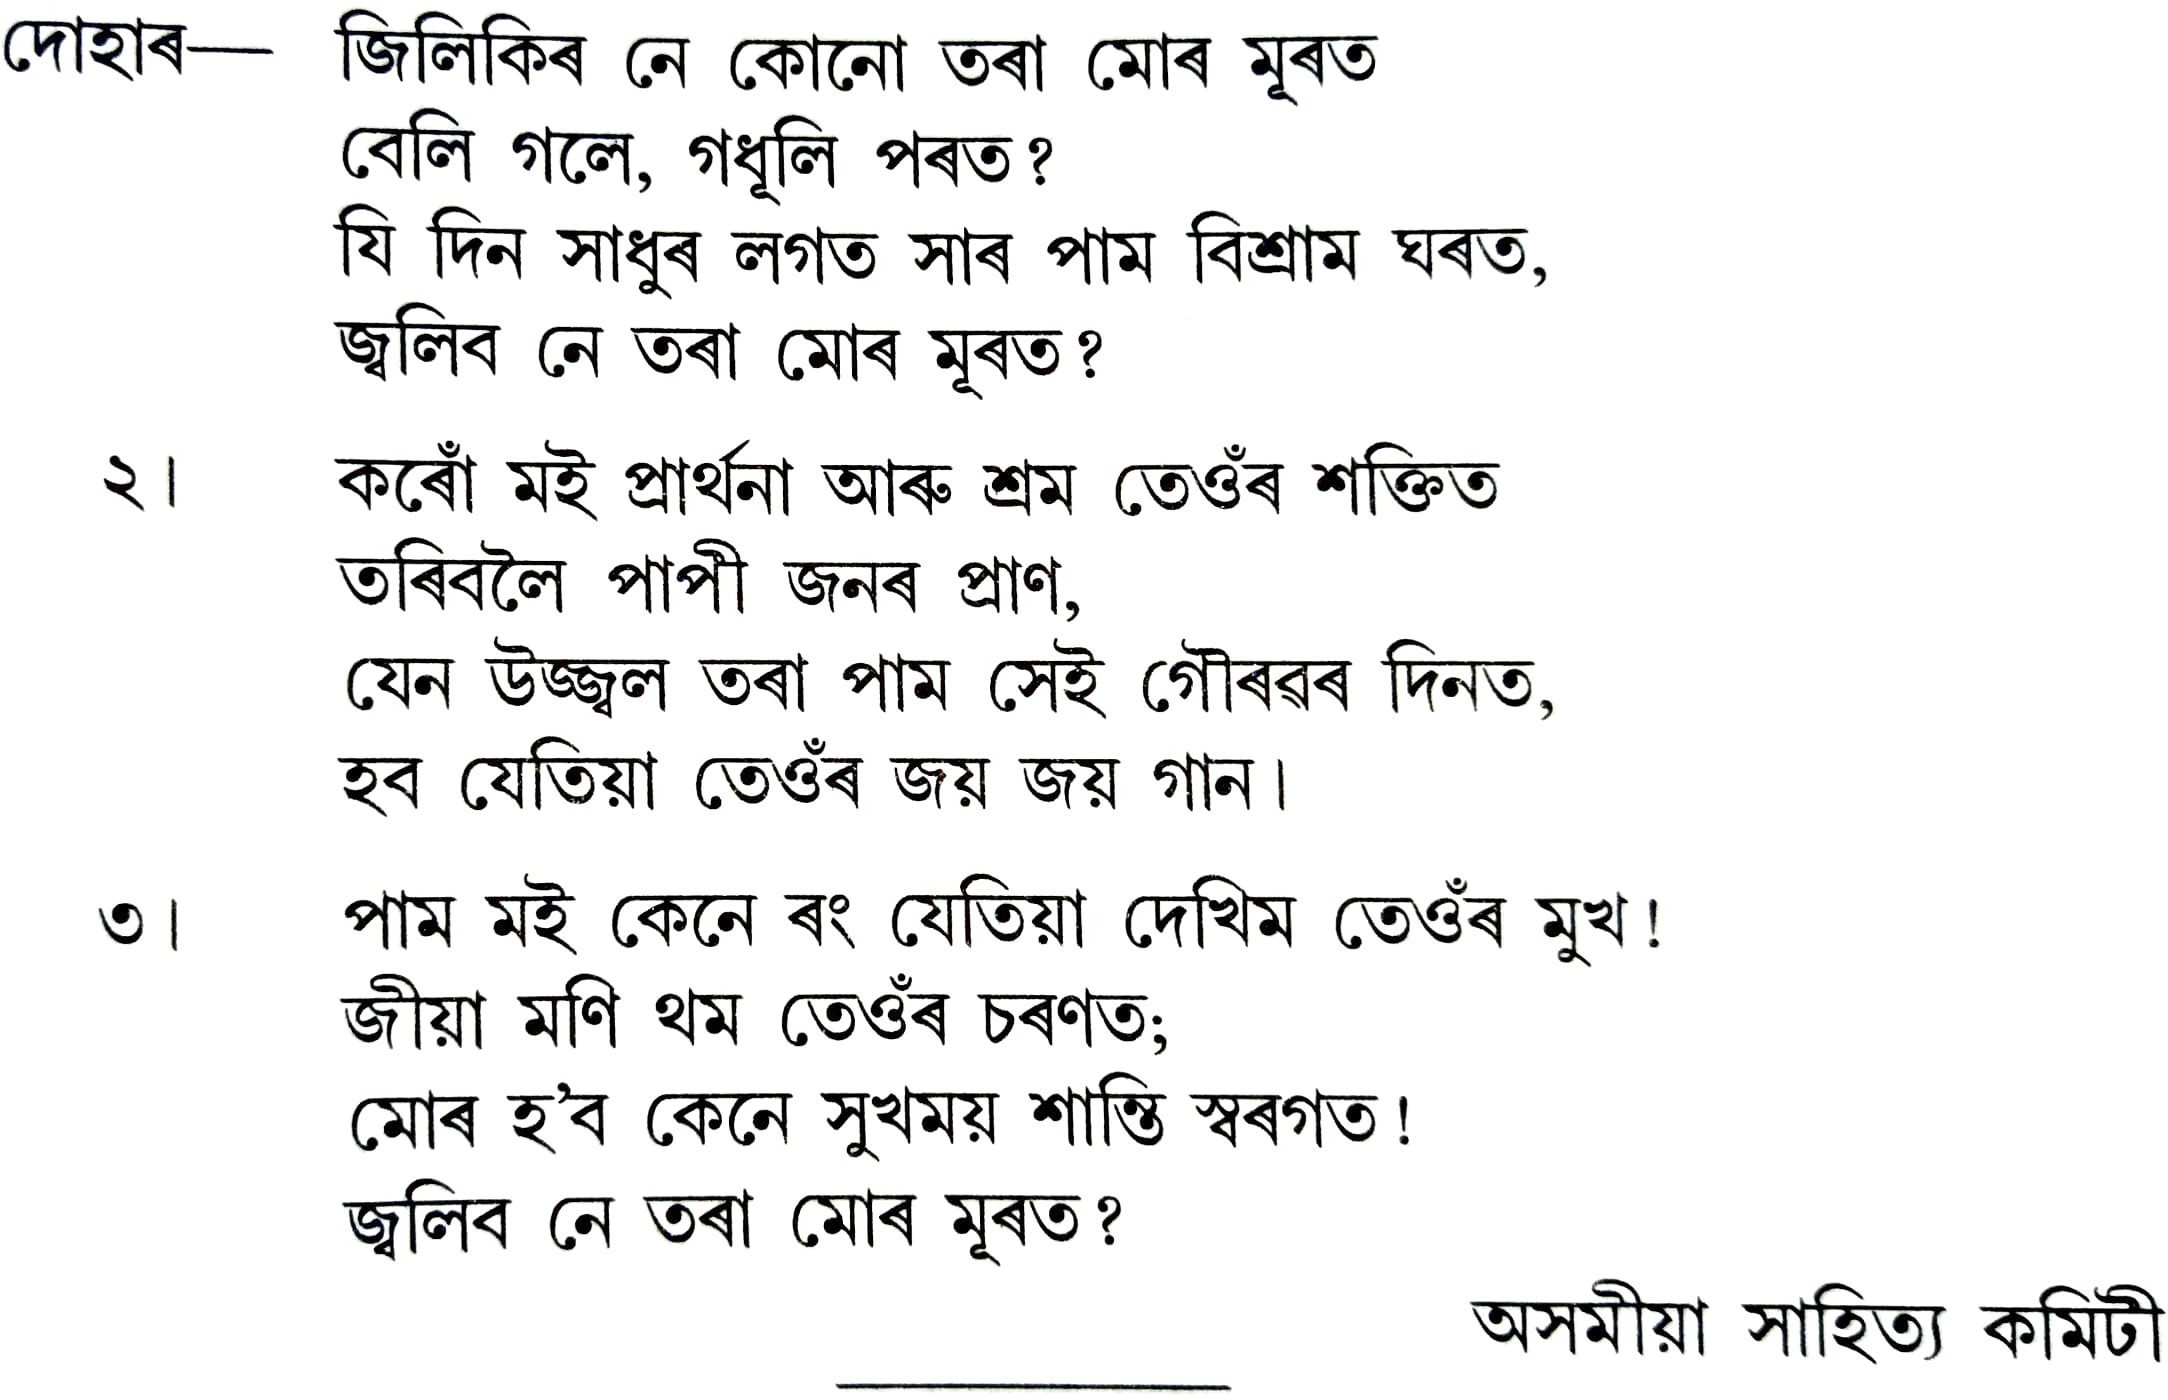 দোহাৰ— জিলিকিৰ নে কোনো তৰা মোৰ মূৰত
বেলি গলে, গধূলি পৰত?
যি দিন সাধুৰ লগত সাৰ পাম বিশ্ৰাম ঘৰত,
জ্বলিব নে তৰা মোৰ মূৰত?
২। কৰোঁ মই প্ৰাৰ্থনা আৰু শ্ৰম তেওঁৰ শক্তিত
তৰিবলৈ পাপী জনৰ প্ৰাণ,
যেন উজ্জ্বল তৰা পাম সেই গৌৰৱৰ দিনত,
হব যেতিয়া তেওঁৰ জয় জয় গান।
৩। পাম মই কেনে ৰং যেতিয়া দেখিম তেওঁৰ মুখ!
জীয়া মণি থম তেওঁৰ চৰণত;
মোৰ হ’ব কেনে সুখময় শান্তি স্বৰগত!
জ্বলিব নে তৰা মোৰ মূৰত?
অসমীয়া সাহিত্য কমিটী